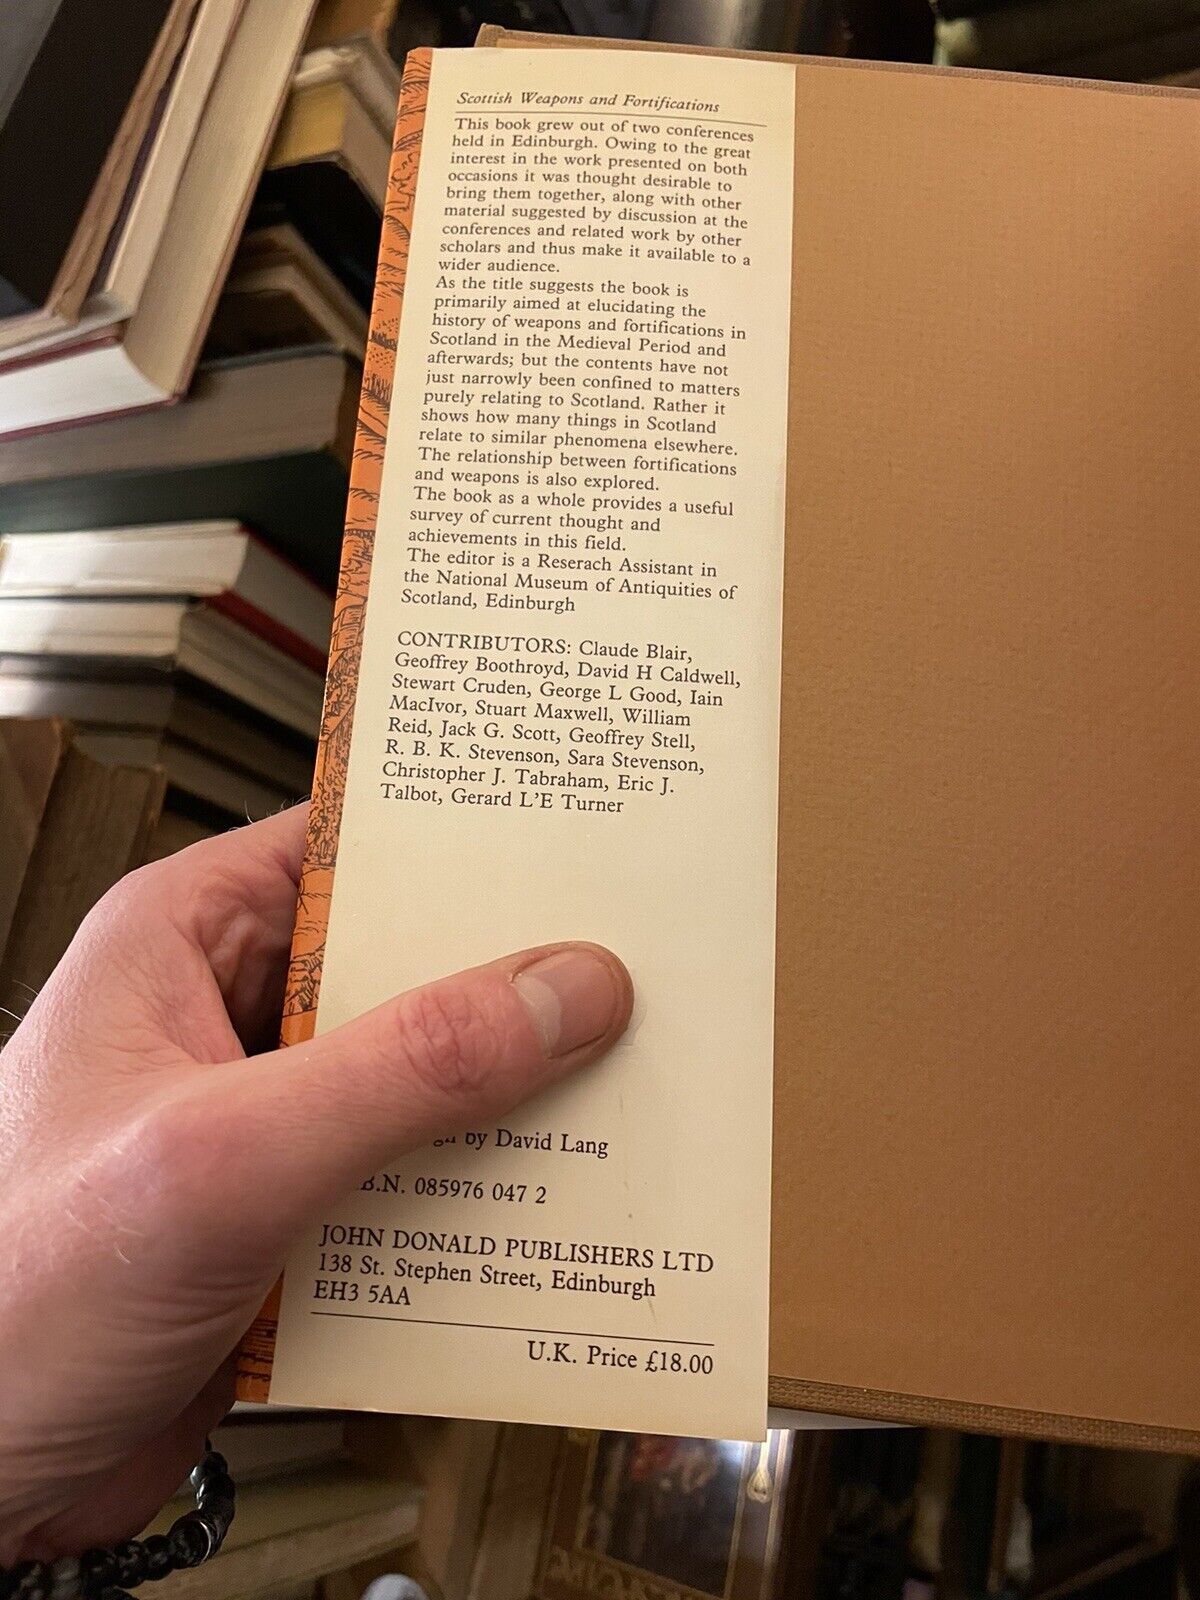 Scottish Weapons and Fortifications
This book grew out of two conferences
held in Edinburgh. Owing to the great
interest in the work presented on both
occasions it was thought desirable to
bring them together, along with other
material suggested by discussion at the
conferences and related work by other
scholars and thus make it available to a
wider audience.
As the title suggests the book is
primarily aimed at elucidating the
history of weapons and fortifications in
Scotland in the Medieval Period and
afterwards; but the contents have not
just narrowly been confined to matters
purely relating to Scotland. Rather it
shows how many things in Scotland
relate to similar phenomena elsewhere.
The relationship between fortifications
and weapons is also explored.
The book as a whole provides a useful
survey of current thought and
achievements in this field.
The editor is a Reserach Assistant in
the National Museum of Antiquities of
Scotland, Edinburgh
CONTRIBUTORS: Claude Blair,
Geoffrey Boothroyd, David H Caldwell,
Stewart Cruden, George L Good, Iain
MacIvor, Stuart Maxwell, William
Reid, Jack G. Scott, Geoffrey Stell,
R. B. K. Stevenson, Sara Stevenson,
Christopher J. Tabraham, Eric J.
Talbot, Gerard L'E Turner
by David Lang
B.N. 085976 047 2
JOHN DONALD PUBLISHERS LTD
138 St. Stephen Street, Edinburgh
EH3 5AA
U.K. Price £18.00